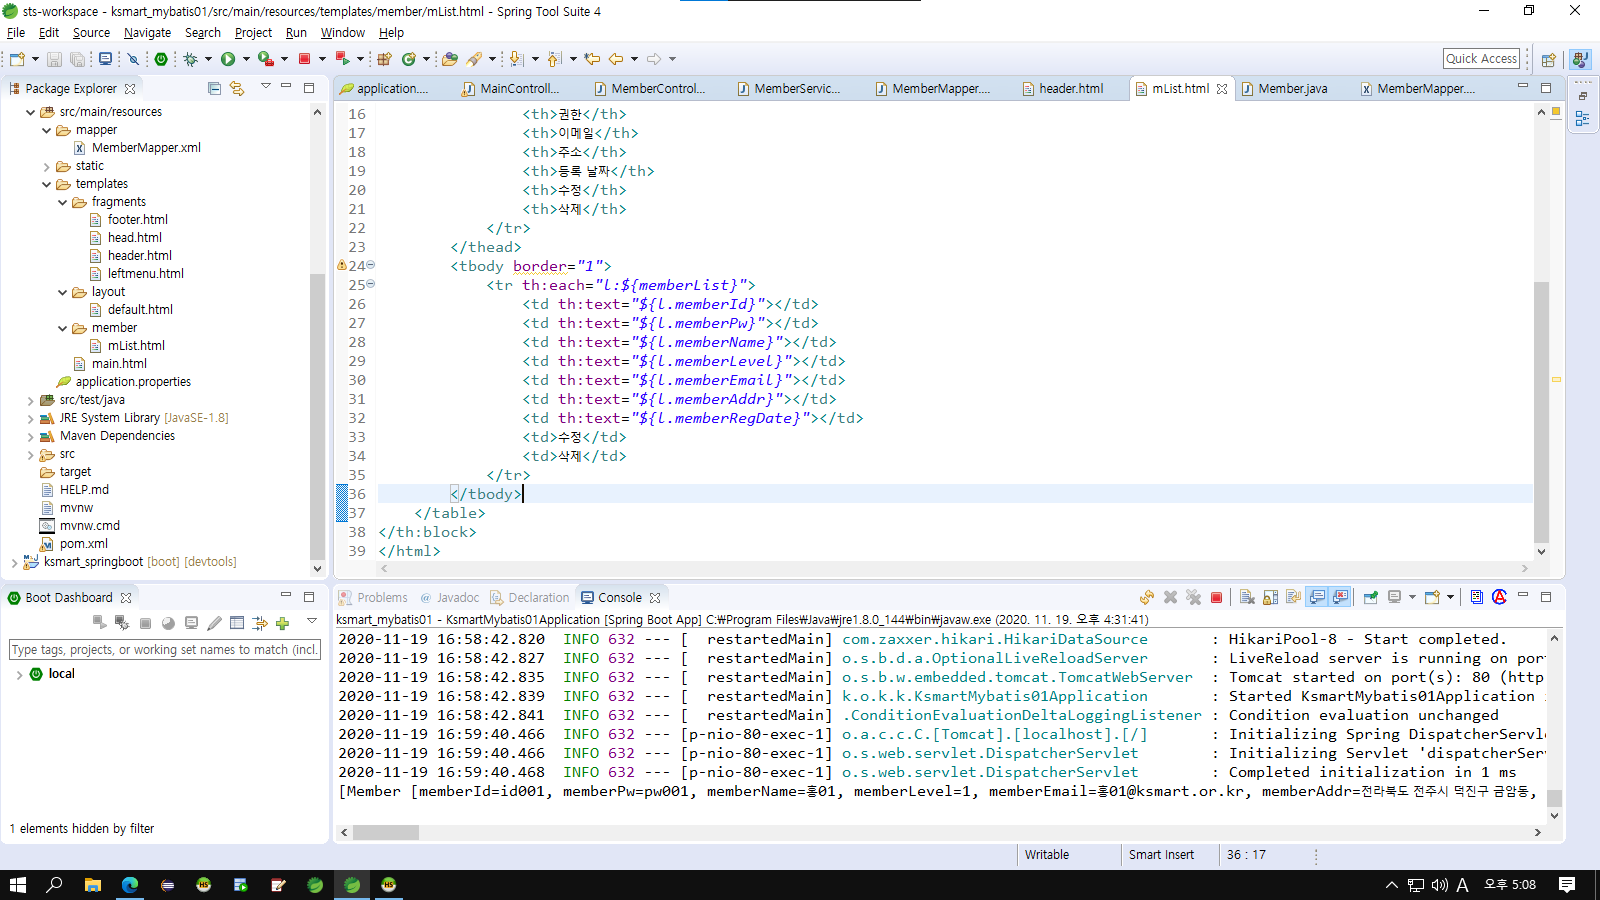 sts-workspace - ksmart_mybatis01/src/main/resources/templates/member/mList.html - Spring Tool Suite 4
File Edit Source Navigate Search Project Run Window Help
Quick Access
Package Explorer
src/main/resources
mapper
MemberMapper.xml
static
templates
fragments
footer.html
head.html
header.html
leftmenu.html
layout
default.html
member
mList.html
main.html
application.properties
src/test/java
JRE System Library [JavaSE-1.8]
Maven Dependencies
src
target
HELP.md
mvnw
mvnw.cmd
pom.xml
ksmart_springboot [boot] [devtools]
application.... MainControll... MemberControl... MemberServic... MemberMapper.... header.html mList.html Member.java MemberMapper....
16 <th>권한</th>
17 <th>이메일</th>
18 <th>주소</th>
19 <th>등록 날짜</th>
20 <th>수정</th>
21 <th>삭제</th>
22 </tr>
23 </thead>
24 <tbody border="1">
25 <tr th:each="l:${memberList}">
26 <td th:text="${l.memberId}"></td>
27 <td th:text="${l.memberPw}"></td>
28 <td th:text="${l.memberName}"></td>
29 <td th:text="${l.memberLevel}"></td>
30 <td th:text="${l.memberEmail}"></td>
31 <td th:text="${l.memberAddr}"></td>
32 <td th:text="${l.memberRegDate}"></td>
33 <td>수정</td>
34 <td>삭제</td>
35 </tr>
36 </tbody>
37 </table>
38 </th:block>
39 </html>
Boot Dashboard
Type tags, projects, or working set names to match (incl.
local
1 elements hidden by filter
Problems @ Javadoc Declaration Console
ksmart_mybatis01 - KsmartMybatis01Application [Spring Boot App] C:₩Program Files₩Java₩jre1.8.0_144₩bin₩javaw.exe (2020. 11. 19. 오후 4:31:41)
2020-11-19 16:58:42.820 INFO 632 --- [ restartedMain] com.zaxxer.hikari.HikariDataSource : HikariPool-8 - Start completed.
2020-11-19 16:58:42.827 INFO 632 --- [ restartedMain] o.s.b.d.a.OptionalLiveReloadServer : LiveReload server is running on por
2020-11-19 16:58:42.835 INFO 632 --- [ restartedMain] o.s.b.w.embedded.tomcat.TomcatWebServer : Tomcat started on port(s): 80 (http
2020-11-19 16:58:42.839 INFO 632 --- [ restartedMain] k.o.k.k.KsmartMybatis01Application : Started KsmartMybatis01Application
2020-11-19 16:58:42.841 INFO 632 --- [ restartedMain] .ConditionEvaluationDeltaLoggingListener : Condition evaluation unchanged
2020-11-19 16:59:40.466 INFO 632 --- [p-nio-80-exec-1] o.a.c.c.C.[Tomcat].[localhost].[/] : Initializing Spring DispatcherServl
2020-11-19 16:59:40.466 INFO 632 --- [p-nio-80-exec-1] o.s.web.servlet.DispatcherServlet : Initializing Servlet 'dispatcherSer
2020-11-19 16:59:40.468 INFO 632 --- [p-nio-80-exec-1] o.s.web.servlet.DispatcherServlet : Completed initialization in 1 ms
[Member [memberId=id001, memberPw=pw001, memberName=홍01, memberLevel=1, memberEmail=홍01@ksmart.or.kr, memberAddr=전라북도 전주시 덕진구 금암동,
Writable Smart Insert 36 : 17
A 오후 5:08